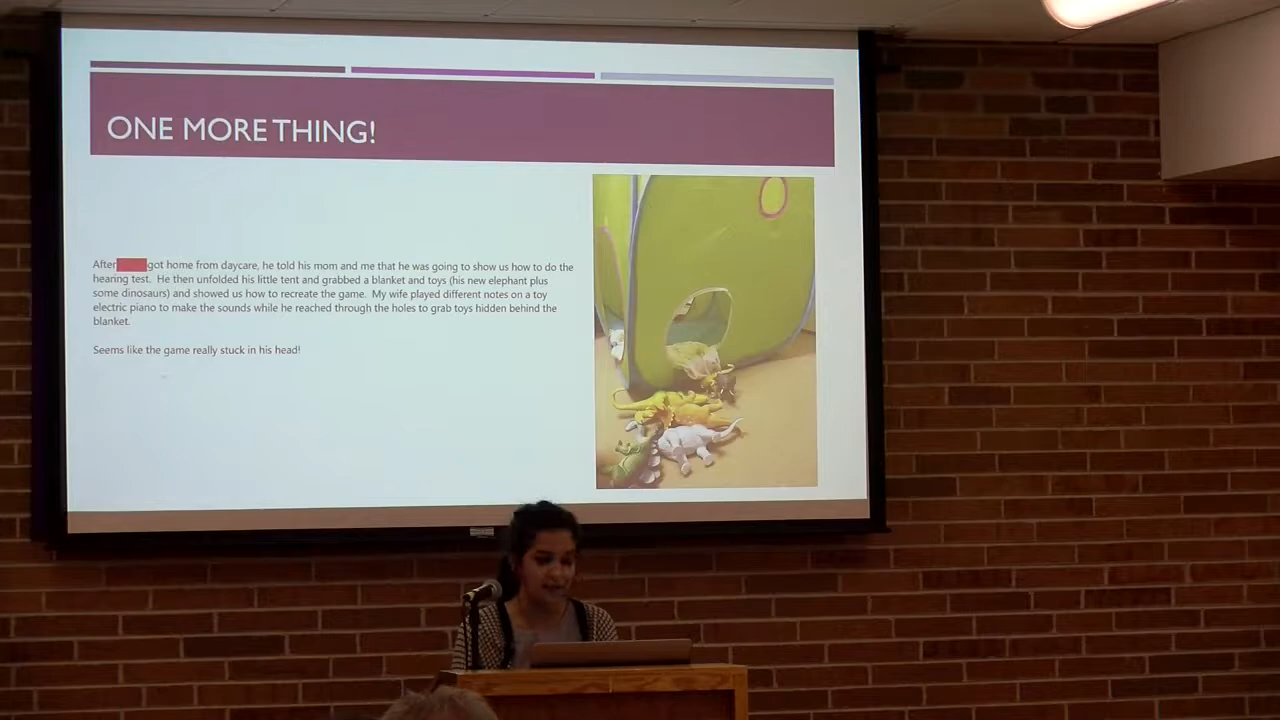 ONE MORE THING!
After got home from daycare, he told his mom and me that he was going to show us how to do the
hearing test. He then unfolded his little tent and grabbed a blanket and toys (his new elephant plus
some dinosaurs) and showed us how to recreate the game. My wife played different notes on a toy
electric piano to make the sounds while he reached through the holes to grab toys hidden behind the
blanket.
Seems like the game really stuck in his head!